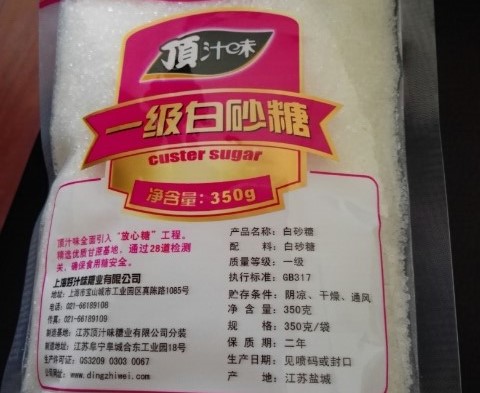 頂汁味
一级白砂糖
custer sugar
净含量:350g
顶汁味全面引入“放心糖”工程。
精选优质甘蔗基地、通过28道检测
关、确保食用糖安全。
上海百汁味糖业有限公司
地址:上海市宝山城市工业园区真陈路1085号
电话:021-66189108
传真:021-66189109
制造基地:江苏顶汁味糖业有限公司分装
制造地址:江苏阜宁阜城合东工业园18号
生产许可证:QS3209 0303 0067
公司网址:www.dingzhiwei.com
产品名称:白砂糖
配 料:白砂糖
质量等级:一级
执行标准:GB317
贮存条件:阴凉、干燥、通风
净 含 量:350克
规 格:350克/袋
保 质 期:二年
生产日期:见喷码或封口
产 地:江苏盐城